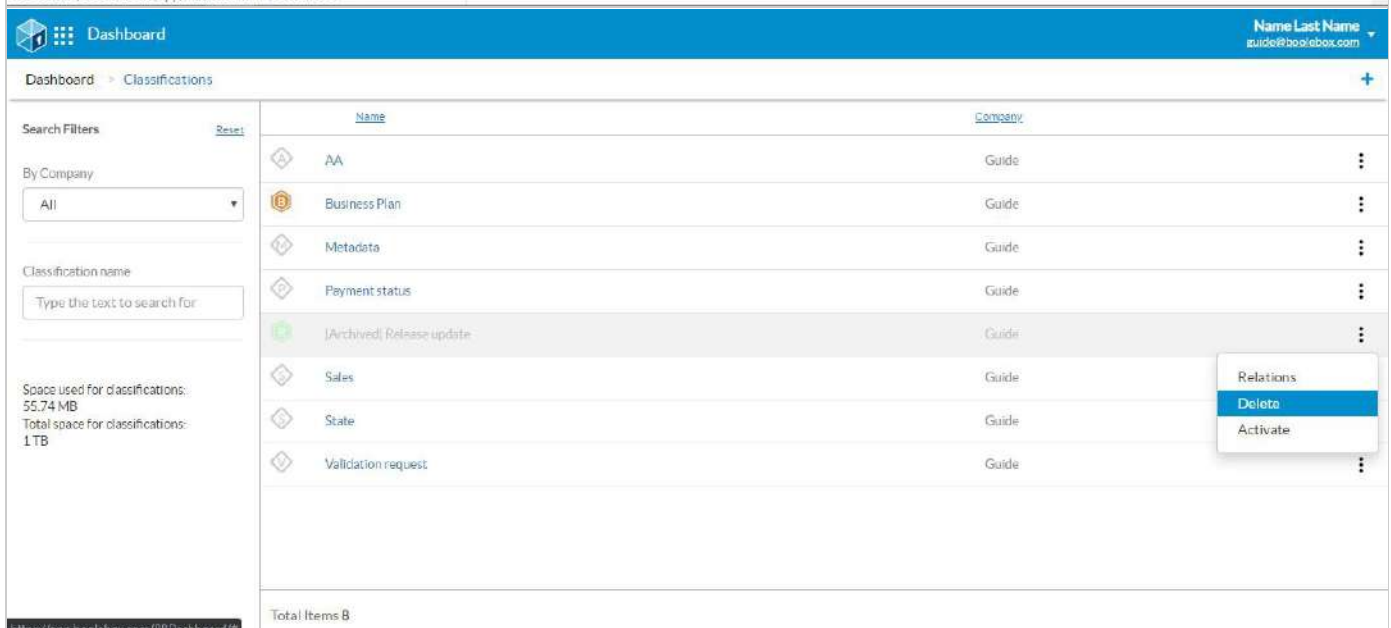 Dashboard
Name Last Name
guide@boolebox.com
Dashboard > Classifications
+
Search Filters
Reset
By Company
All
Classification name
Type the text to search for
Space used for classifications:
55.74 MB
Total space for classifications:
1 TB
Name
Company
A
AA
Guide
B
Business Plan
Guide
M
Metadata
Guide
P
Payment status
Guide
[Archived] Release update
Guide
S
Sales
Guide
S
State
Guide
V
Validation request
Guide
Relations
Delete
Activate
Total Items 8